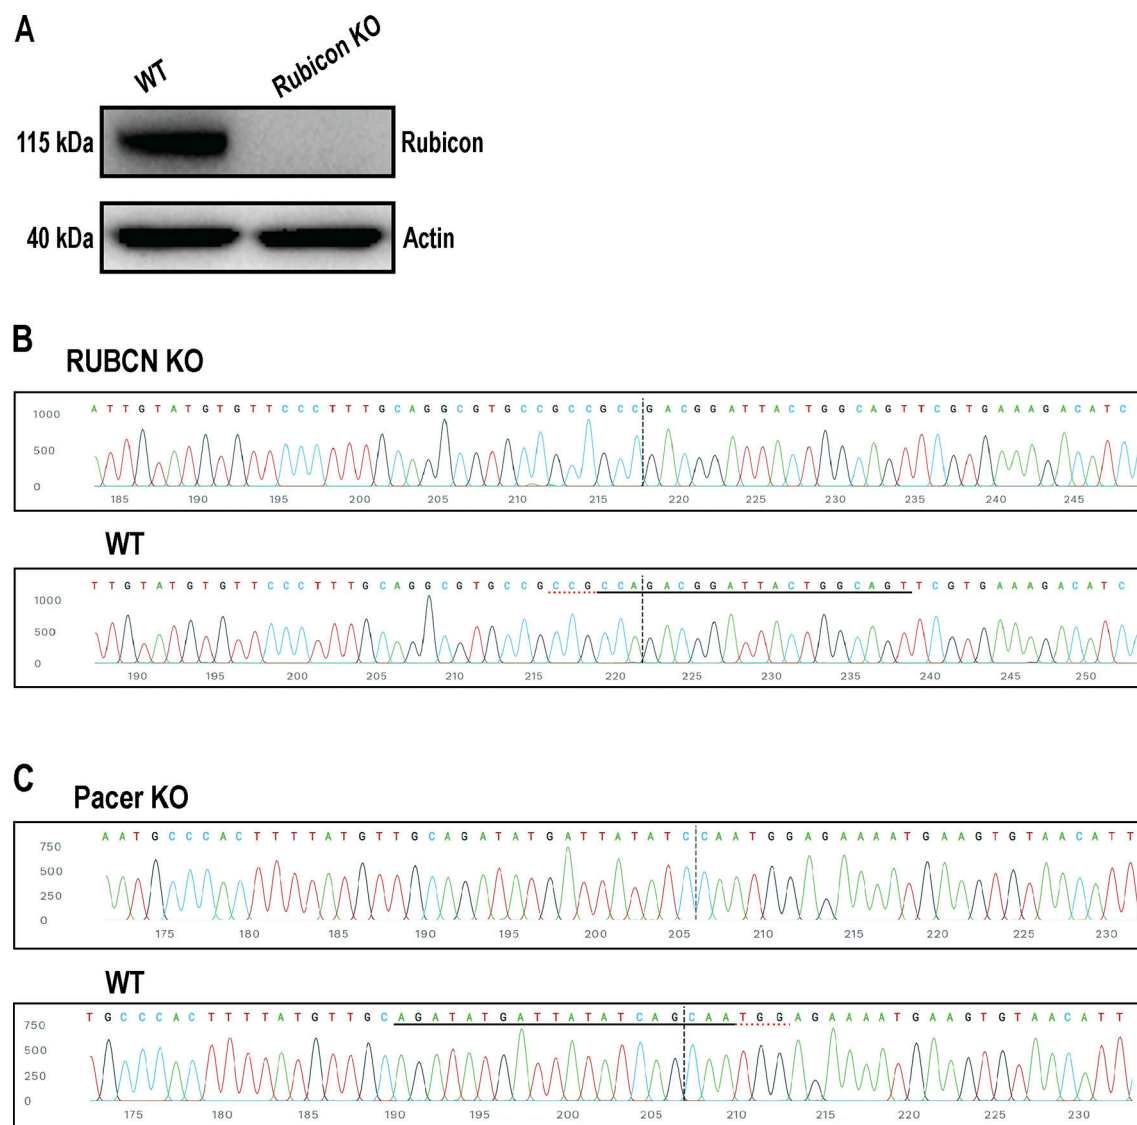 A
WT
Rubicon KO
115 kDa
Rubicon
40 kDa
Actin
B
RUBCN KO
A T T G T A T G T G T T C C C T T T G C A G G C G T G C C G C C G C C G A C G G A T T A C T G G C A G T T C G T G A A A G A C A T C
1000
500
0
185 190 195 200 205 210 215 220 225 230 235 240 245
WT
T T G T A T G T G T T C C C T T T G C A G G C G T G C C G C C G C C A G A C G G A T T A C T G G C A G T T C G T G A A A G A C A T C
1000
500
0
190 195 200 205 210 215 220 225 230 235 240 245 250
C
Pacer KO
A A T G C C C A C T T T T A T G T T G C A G A T A T G A T T A T A T C C A A T G G A G A A A A T G A A G T G T A A C A T T
750
500
250
0
175 180 185 190 195 200 205 210 215 220 225 230
WT
T G C C C A C T T T T A T G T T G C A G A T A T G A T T A T A T C A G C A A T G G A G A A A A T G A A G T G T A A C A T T
750
500
250
0
175 180 185 190 195 200 205 210 215 220 225 230